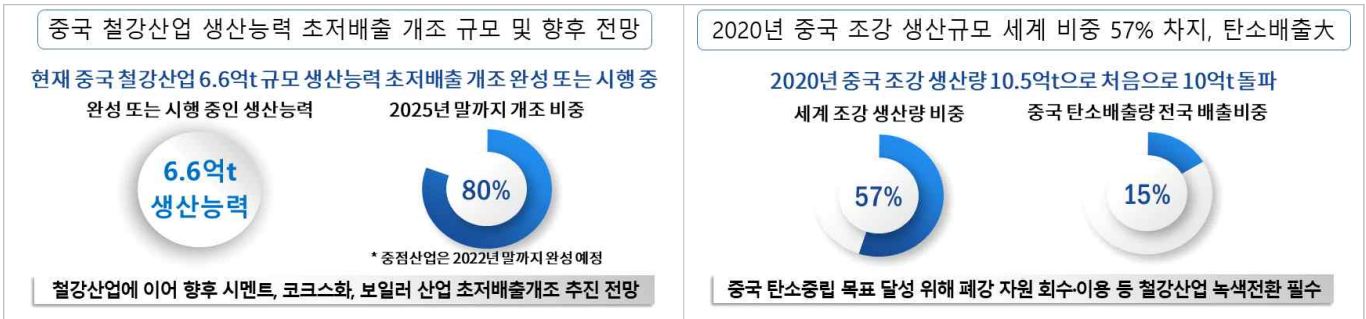 중국 철강산업 생산능력 초저배출 개조 규모 및 향후 전망
현재 중국 철강산업 6.6억t 규모 생산능력 초저배출 개조 완성 또는 시행 중
완성 또는 시행 중인 생산능력
2025년 말까지 개조 비중
6.6억t
생산능력
80%
* 중점산업은 2022년 말까지 완성 예정
철강산업에 이어 향후 시멘트, 코크스화, 보일러 산업 초저배출개조 추진 전망
2020년 중국 조강 생산규모 세계 비중 57% 차지, 탄소배출大
2020년 중국 조강 생산량 10.5억t으로 처음으로 10억t 돌파
세계 조강 생산량 비중
중국 탄소배출량 전국 배출비중
57%
15%
중국 탄소중립 목표 달성 위해 폐강 자원 회수·이용 등 철강산업 녹색전환 필수